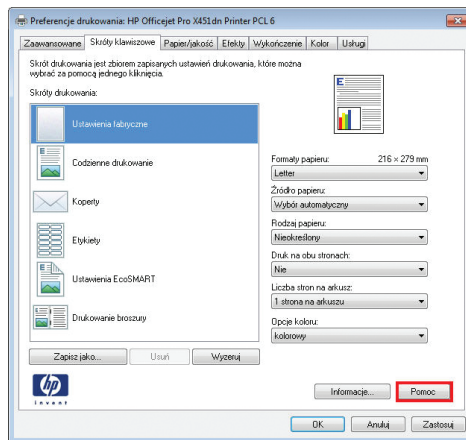 Preferencje drukowania: HP Officejet Pro X451dn Printer PCL 6
Zaawansowane Skróty klawiszowe Papier/jakość Efekty Wykończenie Kolor Usługi
Skrót drukowania jest zbiorem zapisanych ustawień drukowania, które można
wybrać za pomocą jednego kliknięcia.
Skróty drukowania:
Ustawienia fabryczne
Codzienne drukowanie
Koperty
Etykiety
Ustawienia EcoSMART
Drukowanie broszury
Zapisz jako... Usuń Wyzeruj
Formaty papieru: 216 × 279 mm
Letter
Źródło papieru:
Wybór automatyczny
Rodzaj papieru:
Nieokreślony
Druk na obu stronach:
Nie
Liczba stron na arkusz:
1 strona na arkuszu
Opcje koloru:
kolorowy
hp
invent
Informacje... Pomoc
OK Anuluj Zastosuj